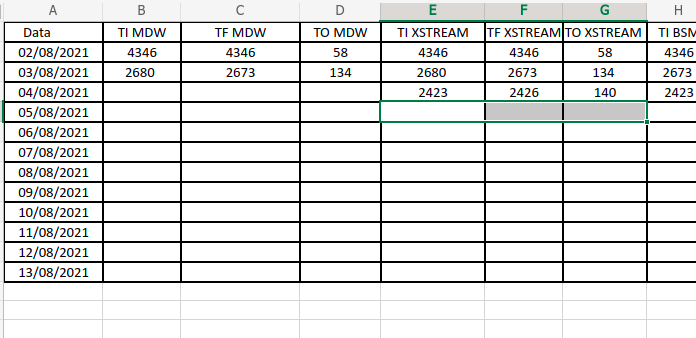 A B C D E F G H
Data TI MDW TF MDW TO MDW TI XSTREAM TF XSTREAM TO XSTREAM TI BSM
02/08/2021 4346 4346 58 4346 4346 58 4346
03/08/2021 2680 2673 134 2680 2673 134 2673
04/08/2021 2423 2426 140 2423
05/08/2021
06/08/2021
07/08/2021
08/08/2021
09/08/2021
10/08/2021
11/08/2021
12/08/2021
13/08/2021